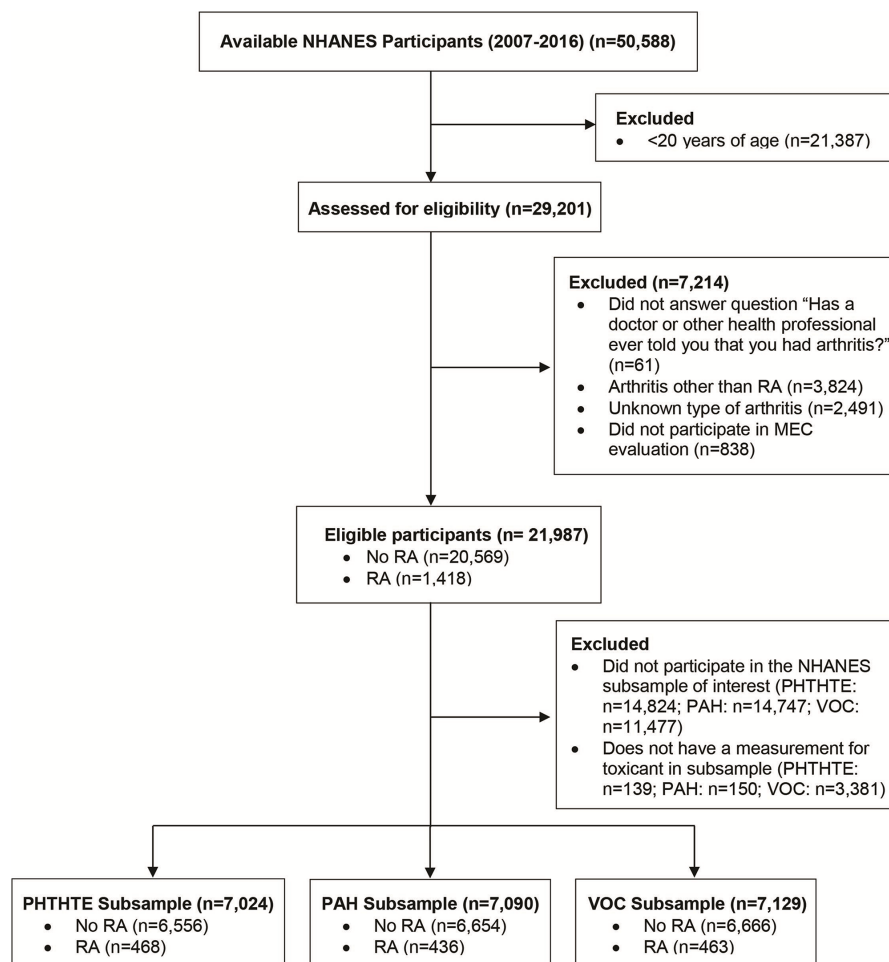 Available NHANES Participants (2007-2016) (n=50,588)
Excluded
• <20 years of age (n=21,387)
Assessed for eligibility (n=29,201)
Excluded (n=7,214)
• Did not answer question “Has a
doctor or other health professional
ever told you that you had arthritis?”
(n=61)
• Arthritis other than RA (n=3,824)
• Unknown type of arthritis (n=2,491)
• Did not participate in MEC
evaluation (n=838)
Eligible participants (n= 21,987)
• No RA (n=20,569)
• RA (n=1,418)
Excluded
• Did not participate in the NHANES
subsample of interest (PHTHTE:
n=14,824; PAH: n=14,747; VOC:
n=11,477)
• Does not have a measurement for
toxicant in subsample (PHTHTE:
n=139; PAH: n=150; VOC: n=3,381)
PHTHTE Subsample (n=7,024)
• No RA (n=6,556)
• RA (n=468)
PAH Subsample (n=7,090)
• No RA (n=6,654)
• RA (n=436)
VOC Subsample (n=7,129)
• No RA (n=6,666)
• RA (n=463)